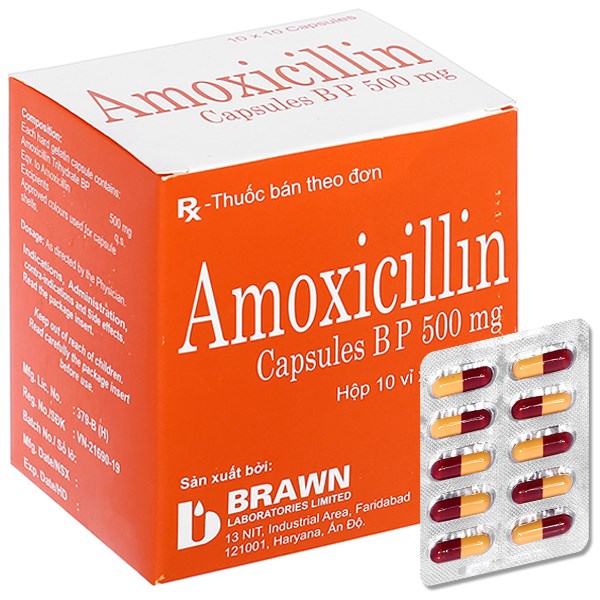 10 x 10 Capsules
Amoxicillin
Capsules BP 500 mg
Composition:
Each hard gelatin capsule contains:
Amoxicillin Trihydrate BP
Eqv. to Amoxicillin 500 mg
Excipients q.s.
Approved colours used for capsule
shells.
Dosage: As directed by the Physician.
Indications, Administration,
contra-indications and Side effects.
Read the package insert.
Keep out of reach of children.
Read carefully the package insert
before use.
Mfg. Lic. No. : 379-B (H)
Reg. No./SĐK : VN-21690-19
Batch No./ Số lô:
Mfg. Date/NSX :
Exp. Date/HD :
Rx -Thuốc bán theo đơn
Amoxicillin
Capsules BP 500 mg
Hộp 10 vỉ
Sản xuất bởi:
b BRAWN
LABORATORIES LIMITED
13 NIT, Industrial Area, Faridabad
121001, Haryana, Ấn Độ.